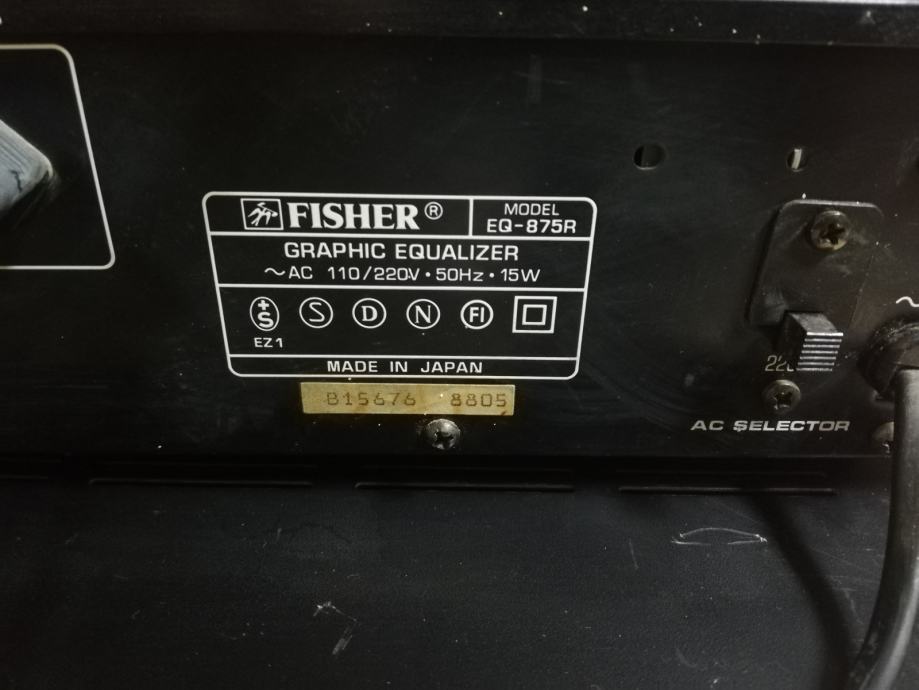 FISHER®
MODEL
EQ-875R
GRAPHIC EQUALIZER
~AC 110/220V · 50Hz · 15W
+S S D N FI
EZ1
MADE IN JAPAN
B15676 8805
AC SELECTOR
~